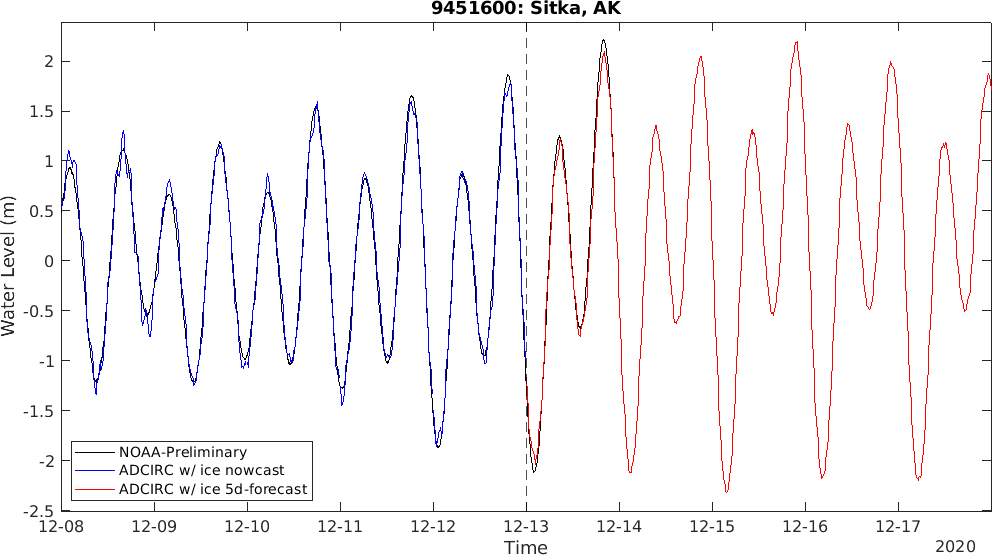 9451600: Sitka, AK
Water Level (m)
2
1.5
1
0.5
0
-0.5
-1
-1.5
-2
-2.5
NOAA-Preliminary
ADCIRC w/ ice nowcast
ADCIRC w/ ice 5d-forecast
12-08 12-09 12-10 12-11 12-12 12-13 12-14 12-15 12-16 12-17
Time
2020